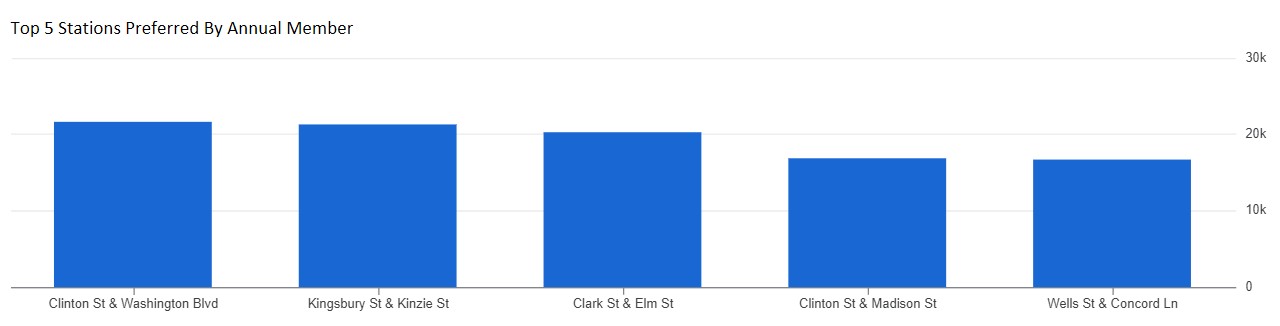 Top 5 Stations Preferred By Annual Member
30k
20k
10k
0
Clinton St & Washington Blvd
Kingsbury St & Kinzie St
Clark St & Elm St
Clinton St & Madison St
Wells St & Concord Ln